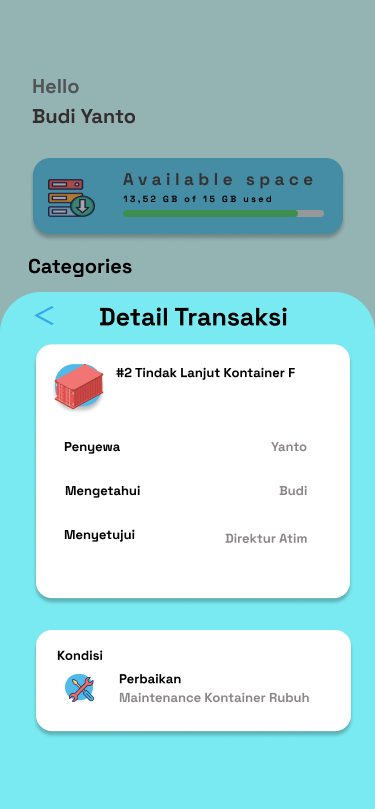 Hello
Budi Yanto
Available space
13,52 GB of 15 GB used
Categories
Detail Transaksi
#2 Tindak Lanjut Kontainer F
Penyewa
Yanto
Mengetahui
Budi
Menyetujui
Direktur Atim
Kondisi
Perbaikan
Maintenance Kontainer Rubuh